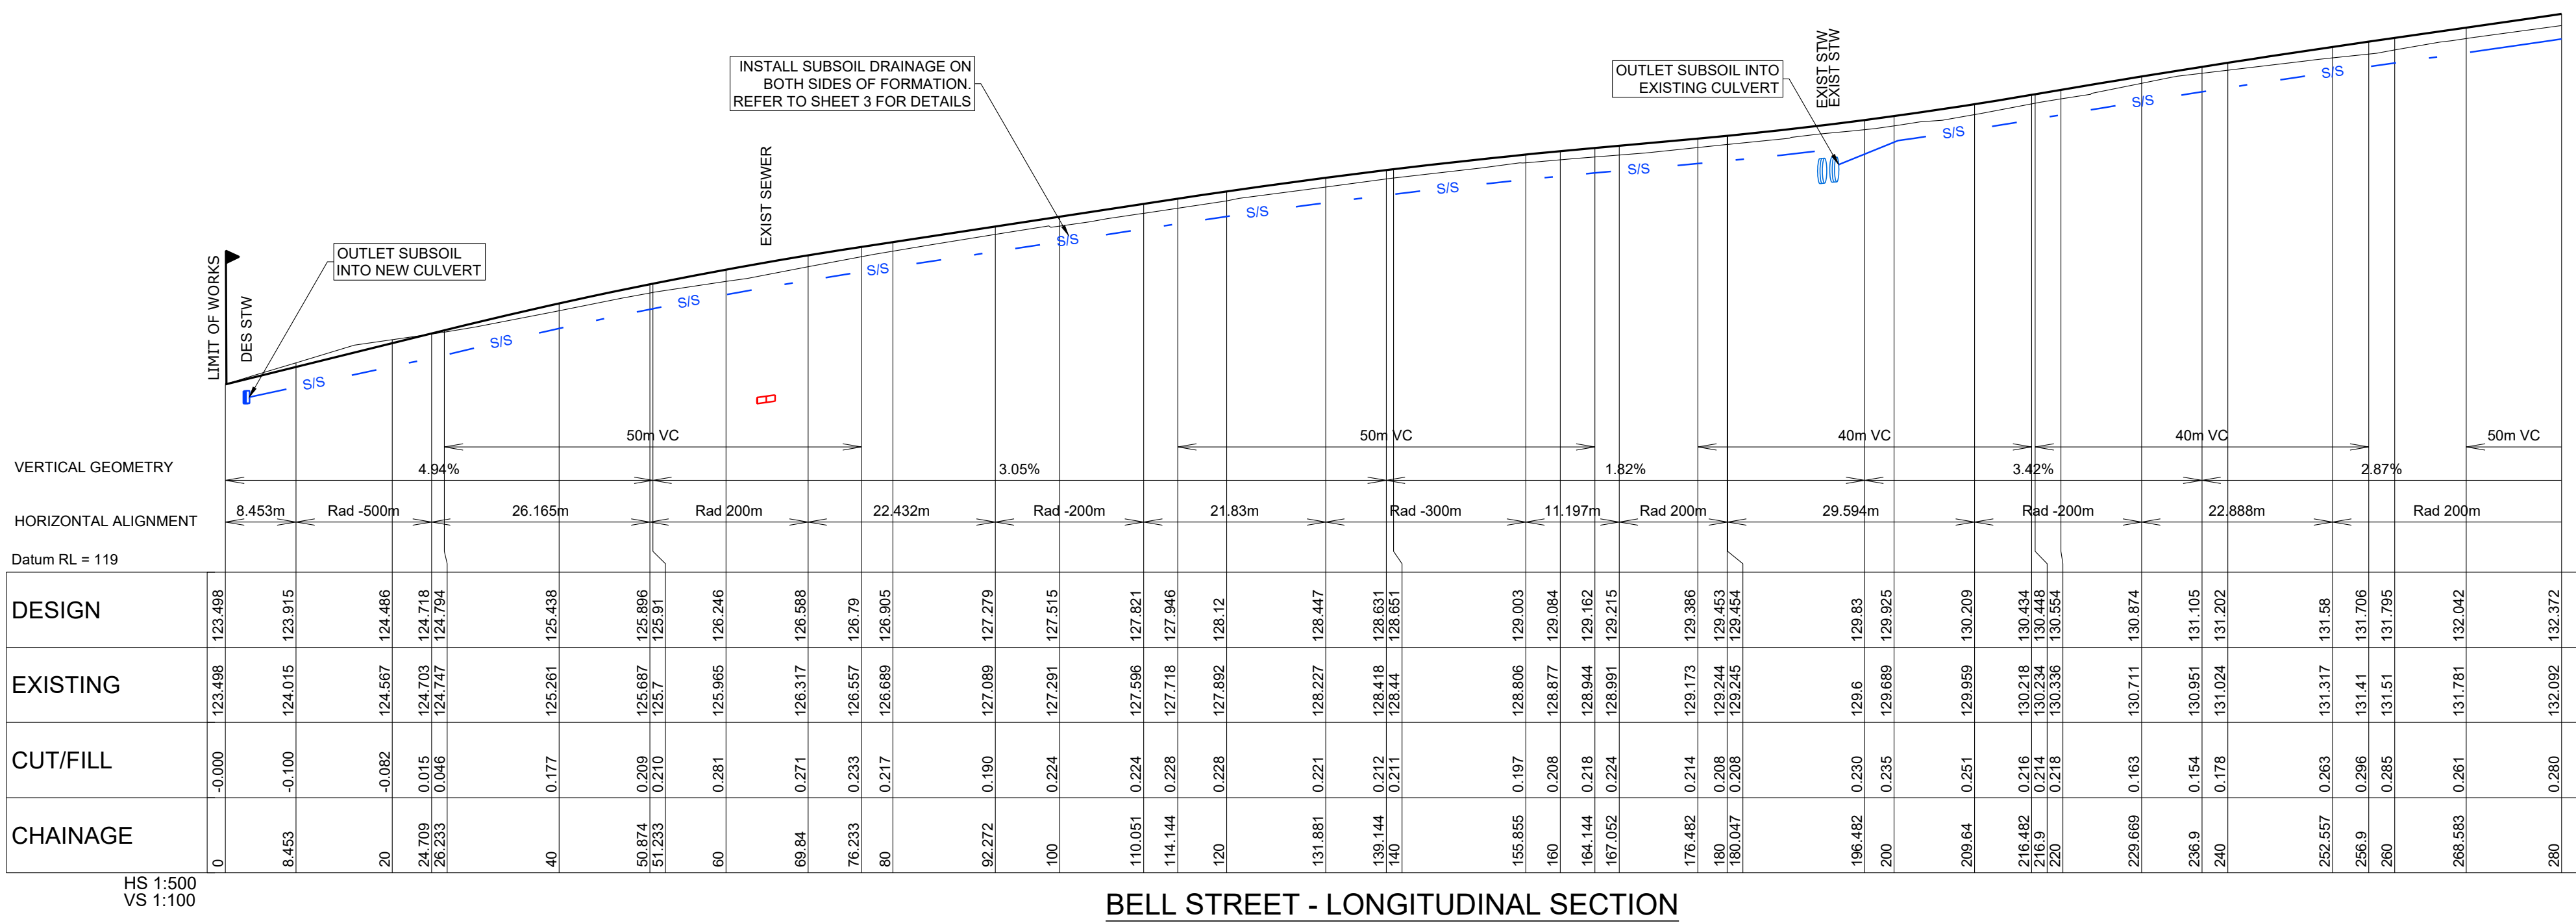 INSTALL SUBSOIL DRAINAGE ON
BOTH SIDES OF FORMATION.
REFER TO SHEET 3 FOR DETAILS
OUTLET SUBSOIL INTO
EXISTING CULVERT
EXIST STW
EXIST STW
EXIST SEWER
OUTLET SUBSOIL
INTO NEW CULVERT
LIMIT OF WORKS
DES STW
S/S S/S S/S S/S S/S S/S S/S S/S S/S S/S S/S
50m VC 50m VC 40m VC 40m VC 50m VC
VERTICAL GEOMETRY 4.94% 3.05% 1.82% 3.42% 2.87%
HORIZONTAL ALIGNMENT 8.453m Rad -500m 26.165m Rad 200m 22.432m Rad -200m 21.83m Rad -300m 11.197m Rad 200m 29.594m Rad -200m 22.888m Rad 200m
Datum RL = 119
DESIGN 123.498 123.915 124.486 124.718 124.794 125.438 125.896 125.91 126.246 126.588 126.79 126.905 127.279 127.515 127.821 127.946 128.12 128.447 128.631 128.651 129.003 129.084 129.162 129.215 129.386 129.453 129.454 129.83 129.925 130.209 130.434 130.448 130.554 130.874 131.105 131.202 131.58 131.706 131.795 132.042 132.372
EXISTING 123.498 124.015 124.567 124.703 124.747 125.261 125.687 125.7 125.965 126.317 126.557 126.689 127.089 127.291 127.596 127.718 127.892 128.227 128.418 128.44 128.806 128.877 128.944 128.991 129.173 129.244 129.245 129.6 129.689 129.959 130.218 130.234 130.336 130.711 130.951 131.024 131.317 131.41 131.51 131.781 132.092
CUT/FILL -0.000 -0.100 -0.082 0.015 0.046 0.177 0.209 0.210 0.281 0.271 0.233 0.217 0.190 0.224 0.224 0.228 0.228 0.221 0.212 0.211 0.197 0.208 0.218 0.224 0.214 0.208 0.208 0.230 0.235 0.251 0.216 0.214 0.218 0.163 0.154 0.178 0.263 0.296 0.285 0.261 0.280
CHAINAGE 0 8.453 20 24.709 26.233 40 50.874 51.233 60 69.84 76.233 80 92.272 100 110.051 114.144 120 131.881 139.144 140 155.855 160 164.144 167.052 176.482 180 180.047 196.482 200 209.64 216.482 216.9 220 229.669 236.9 240 252.557 256.9 260 268.583 280
HS 1:500
VS 1:100
BELL STREET - LONGITUDINAL SECTION